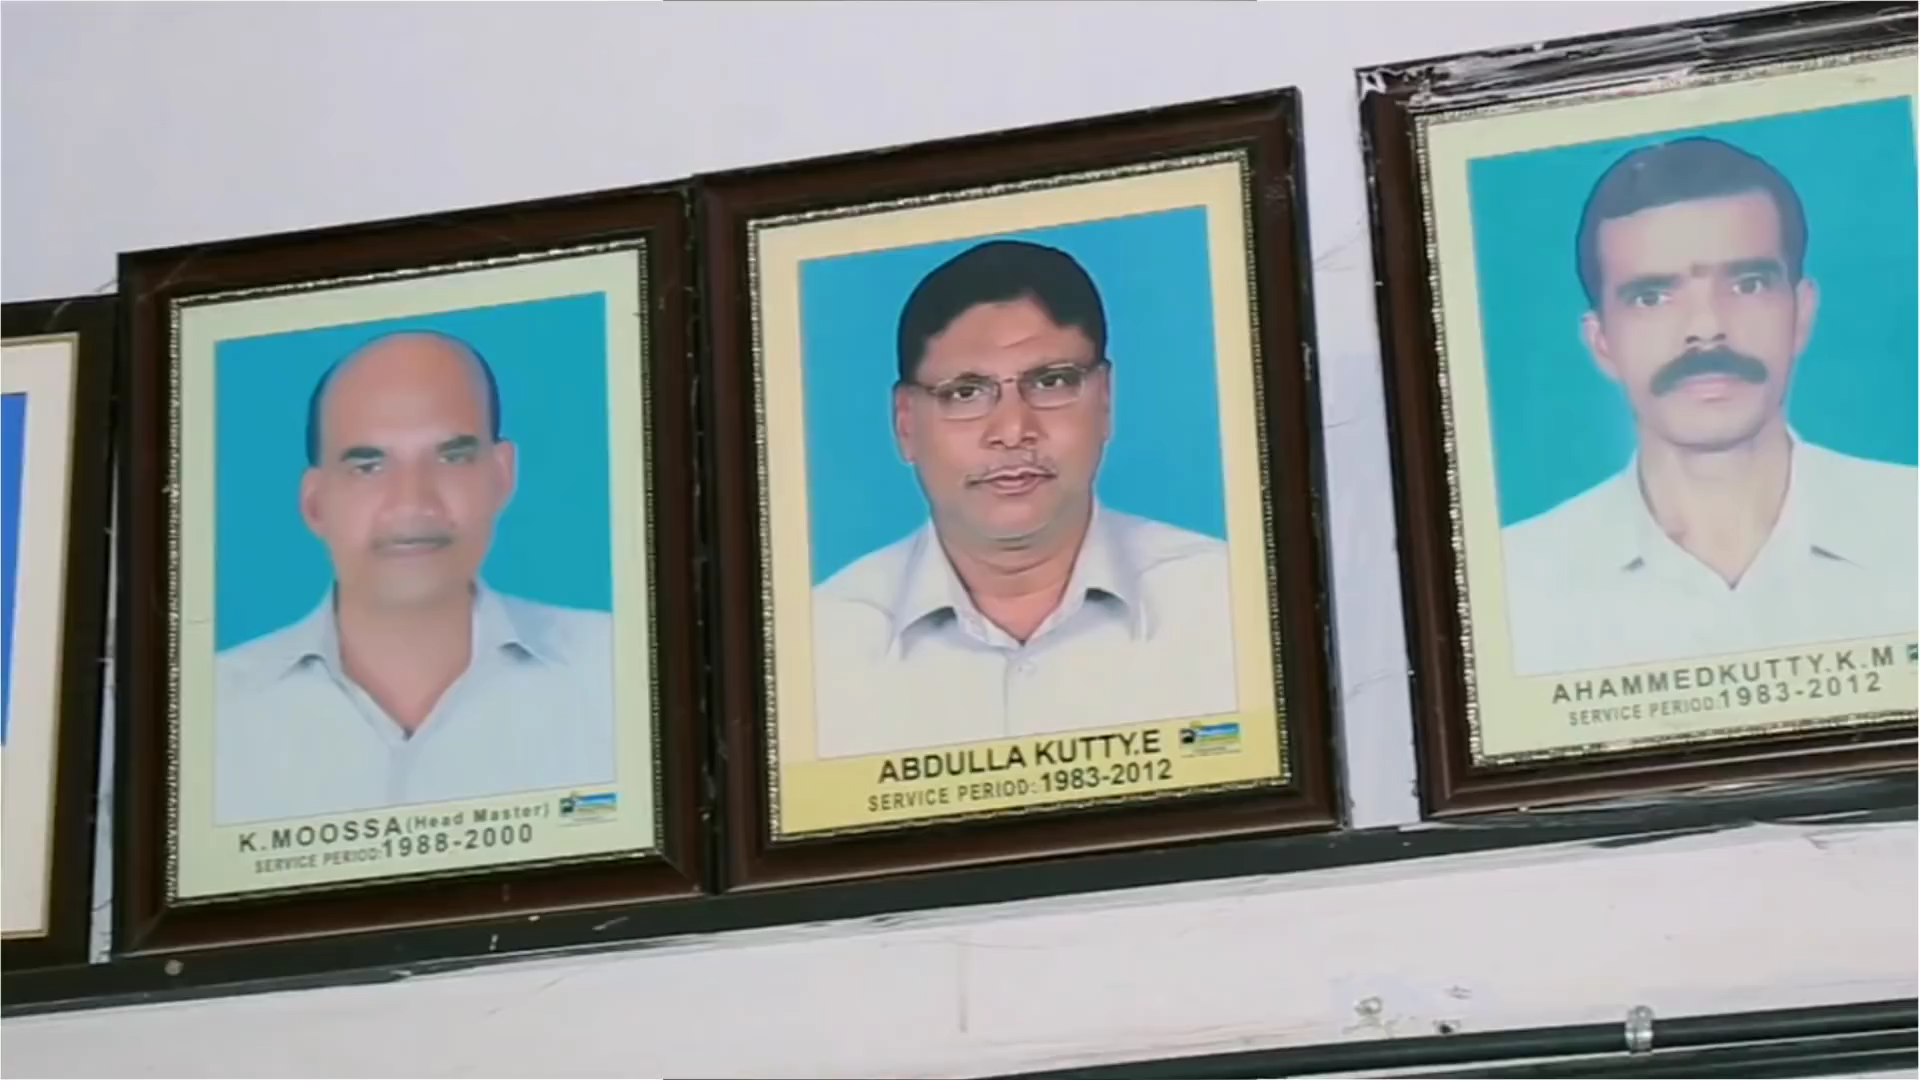 K.MOOSSA(Head Master)
SERVICE PERIOD:1988-2000
ABDULLA KUTTY.E
SERVICE PERIOD:1983-2012
AHAMMEDKUTTY.K.M
SERVICE PERIOD:1983-2012